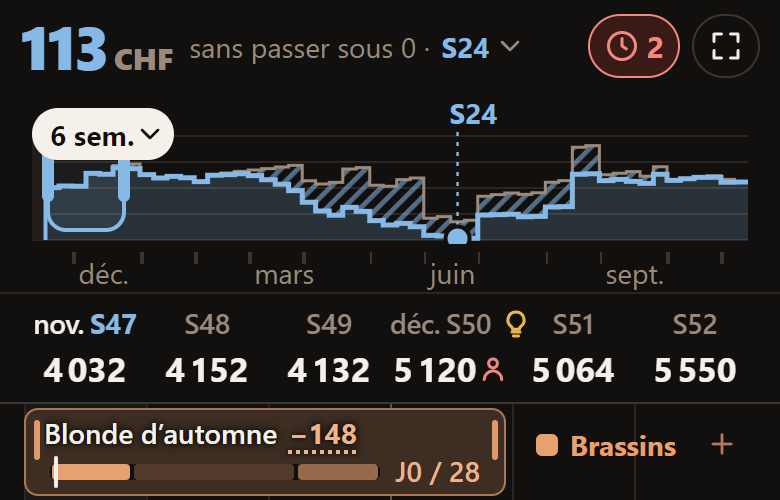 113 CHF sans passer sous 0 · S24 2
S24
6 sem.
déc. mars juin sept.
nov. S47 S48 S49 déc. S50 S51 S52
4 032 4 152 4 132 5 120 5 064 5 550
Blonde d’automne −148
J0 / 28
Brassins +